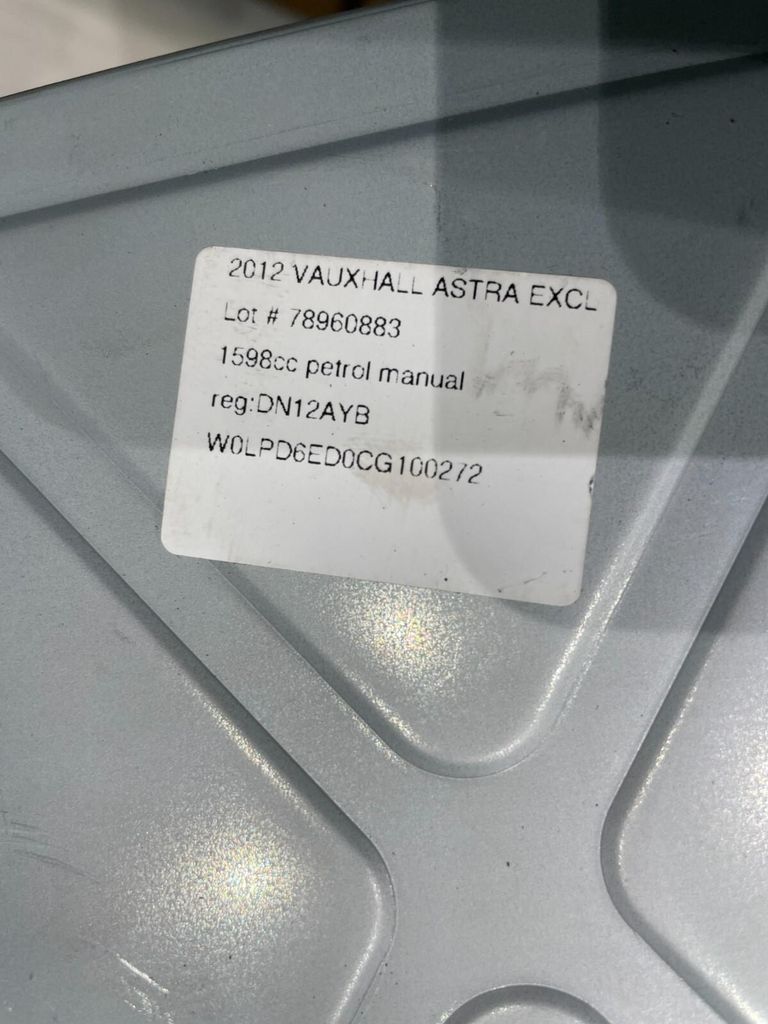 2012 VAUXHALL ASTRA EXCL
Lot # 78960883
1598cc petrol manual
reg:DN12AYB
W0LPD6ED0CG100272